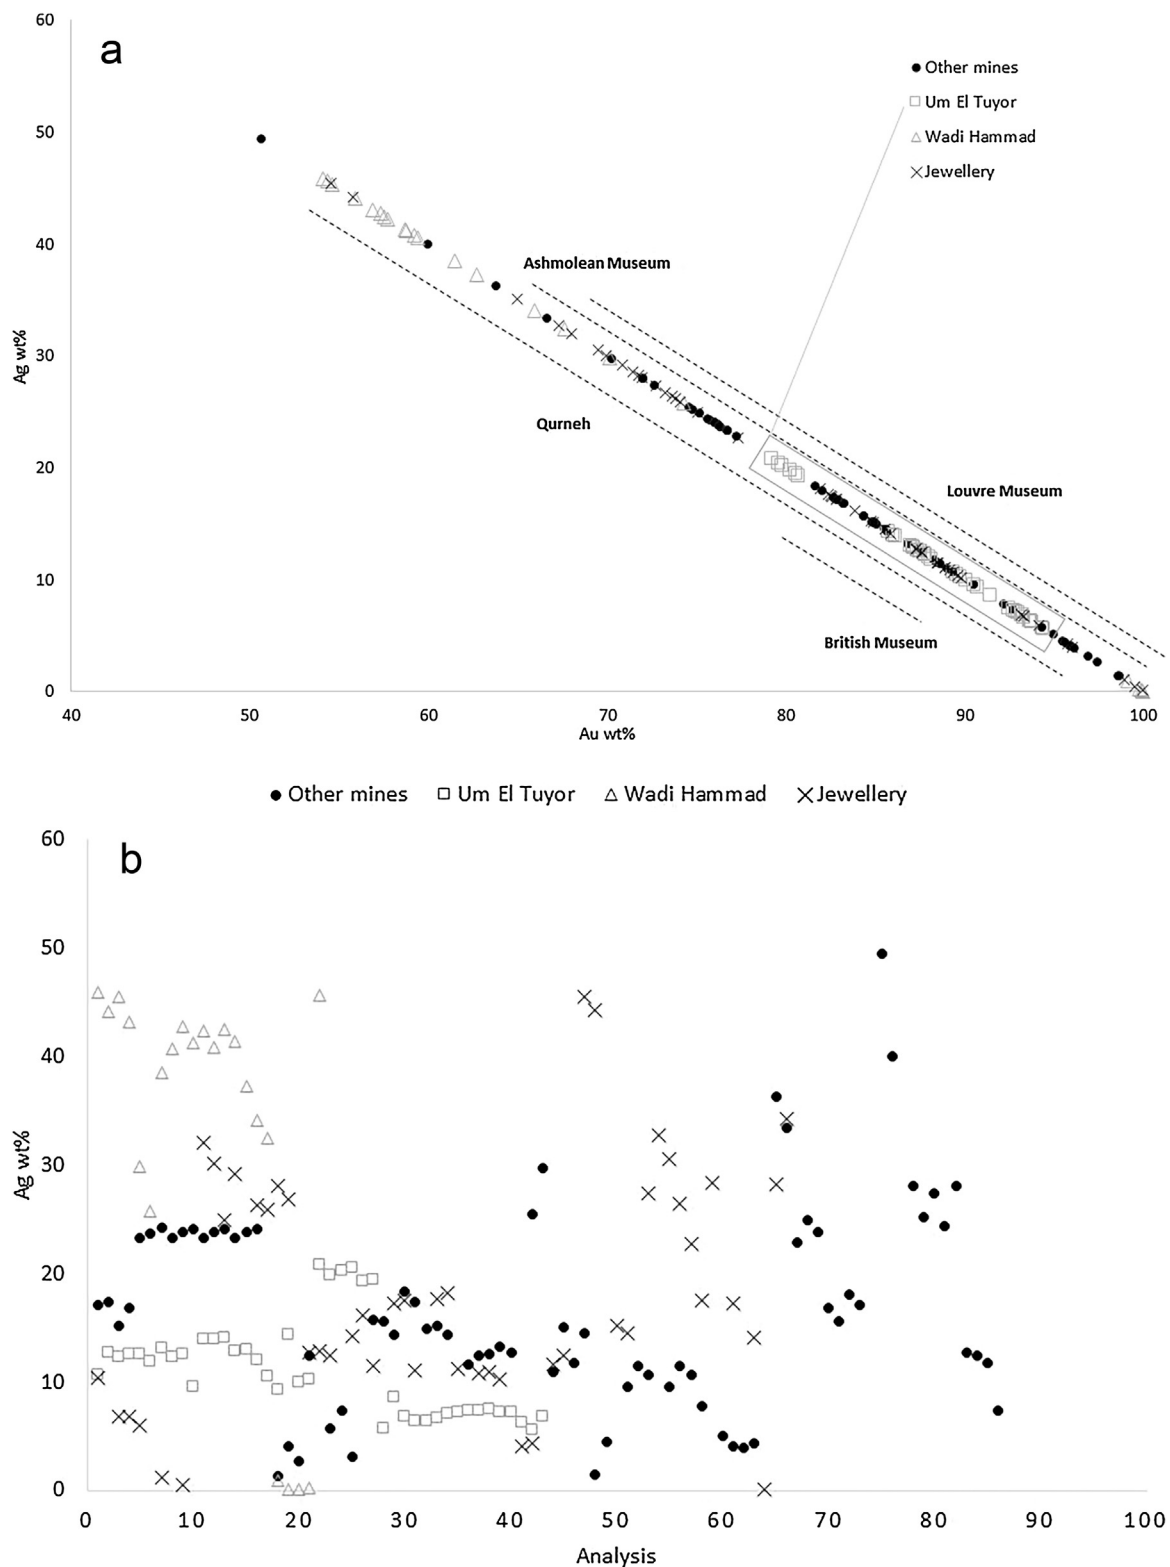 60
a
Other mines
Um El Tuyor
50
Wadi Hammad
Jewellery
40
Ashmolean Museum
Ag wt%
30
Qurneh
20
Louvre Museum
10
British Museum
0
40 50 60 70 80 90 100
Au wt%
Other mines Um El Tuyor Wadi Hammad Jewellery
60
b
50
40
Ag wt%
30
20
10
0
0 10 20 30 40 50 60 70 80 90 100
Analysis